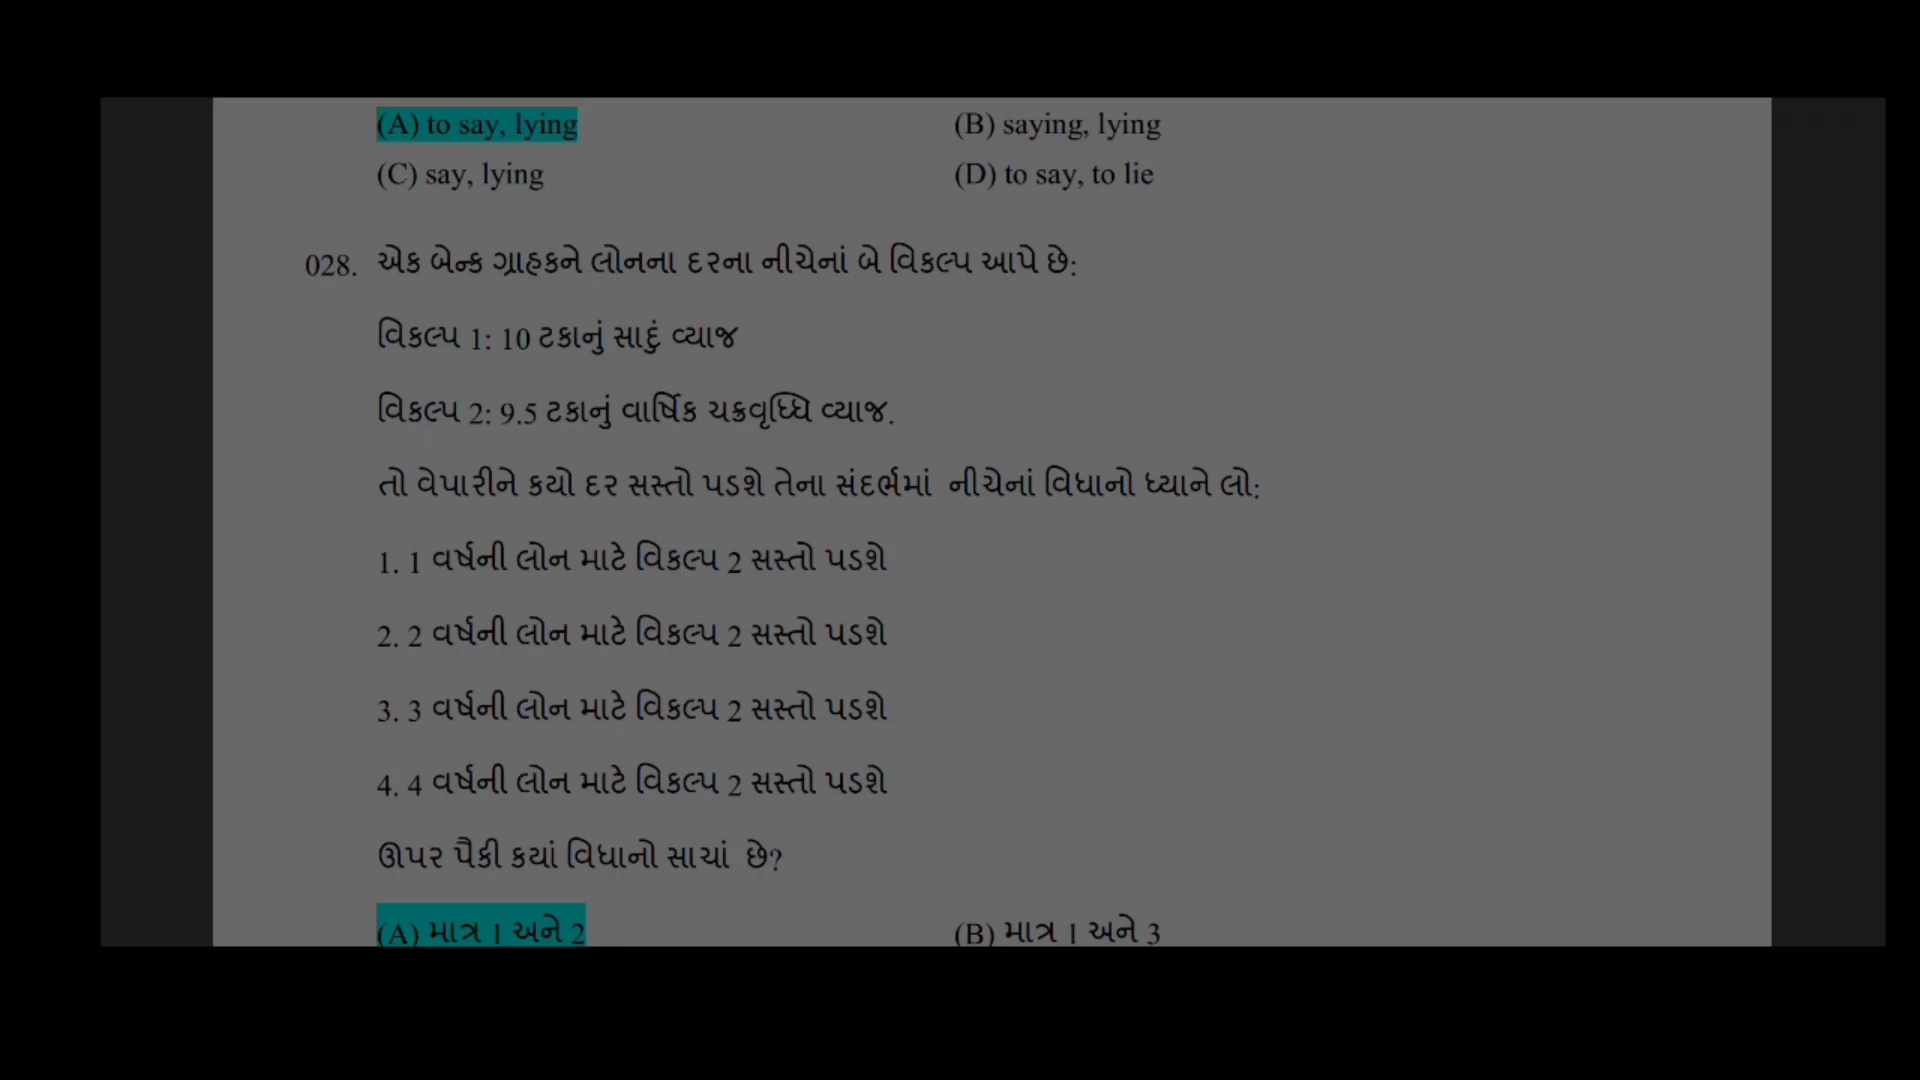 (A) to say, lying (B) saying, lying
(C) say, lying (D) to say, to lie
028. એક બેન્ક ગ્રાહકને લોનના દરના નીચેનાં બે વિકલ્પ આપે છે:
વિકલ્પ 1: 10 ટકાનું સાદું વ્યાજ
વિકલ્પ 2: 9.5 ટકાનું વાર્ષિક ચક્રવૃધ્ધિ વ્યાજ.
તો વેપારીને કયો દર સસ્તો પડશે તેના સંદર્ભમાં નીચેનાં વિધાનો ધ્યાને લો:
1. 1 વર્ષની લોન માટે વિકલ્પ 2 સસ્તો પડશે
2. 2 વર્ષની લોન માટે વિકલ્પ 2 સસ્તો પડશે
3. 3 વર્ષની લોન માટે વિકલ્પ 2 સસ્તો પડશે
4. 4 વર્ષની લોન માટે વિકલ્પ 2 સસ્તો પડશે
ઊપર પૈકી કયાં વિધાનો સાચાં છે?
(A) માત્ર 1 અને 2 (B) માત્ર 1 અને 3